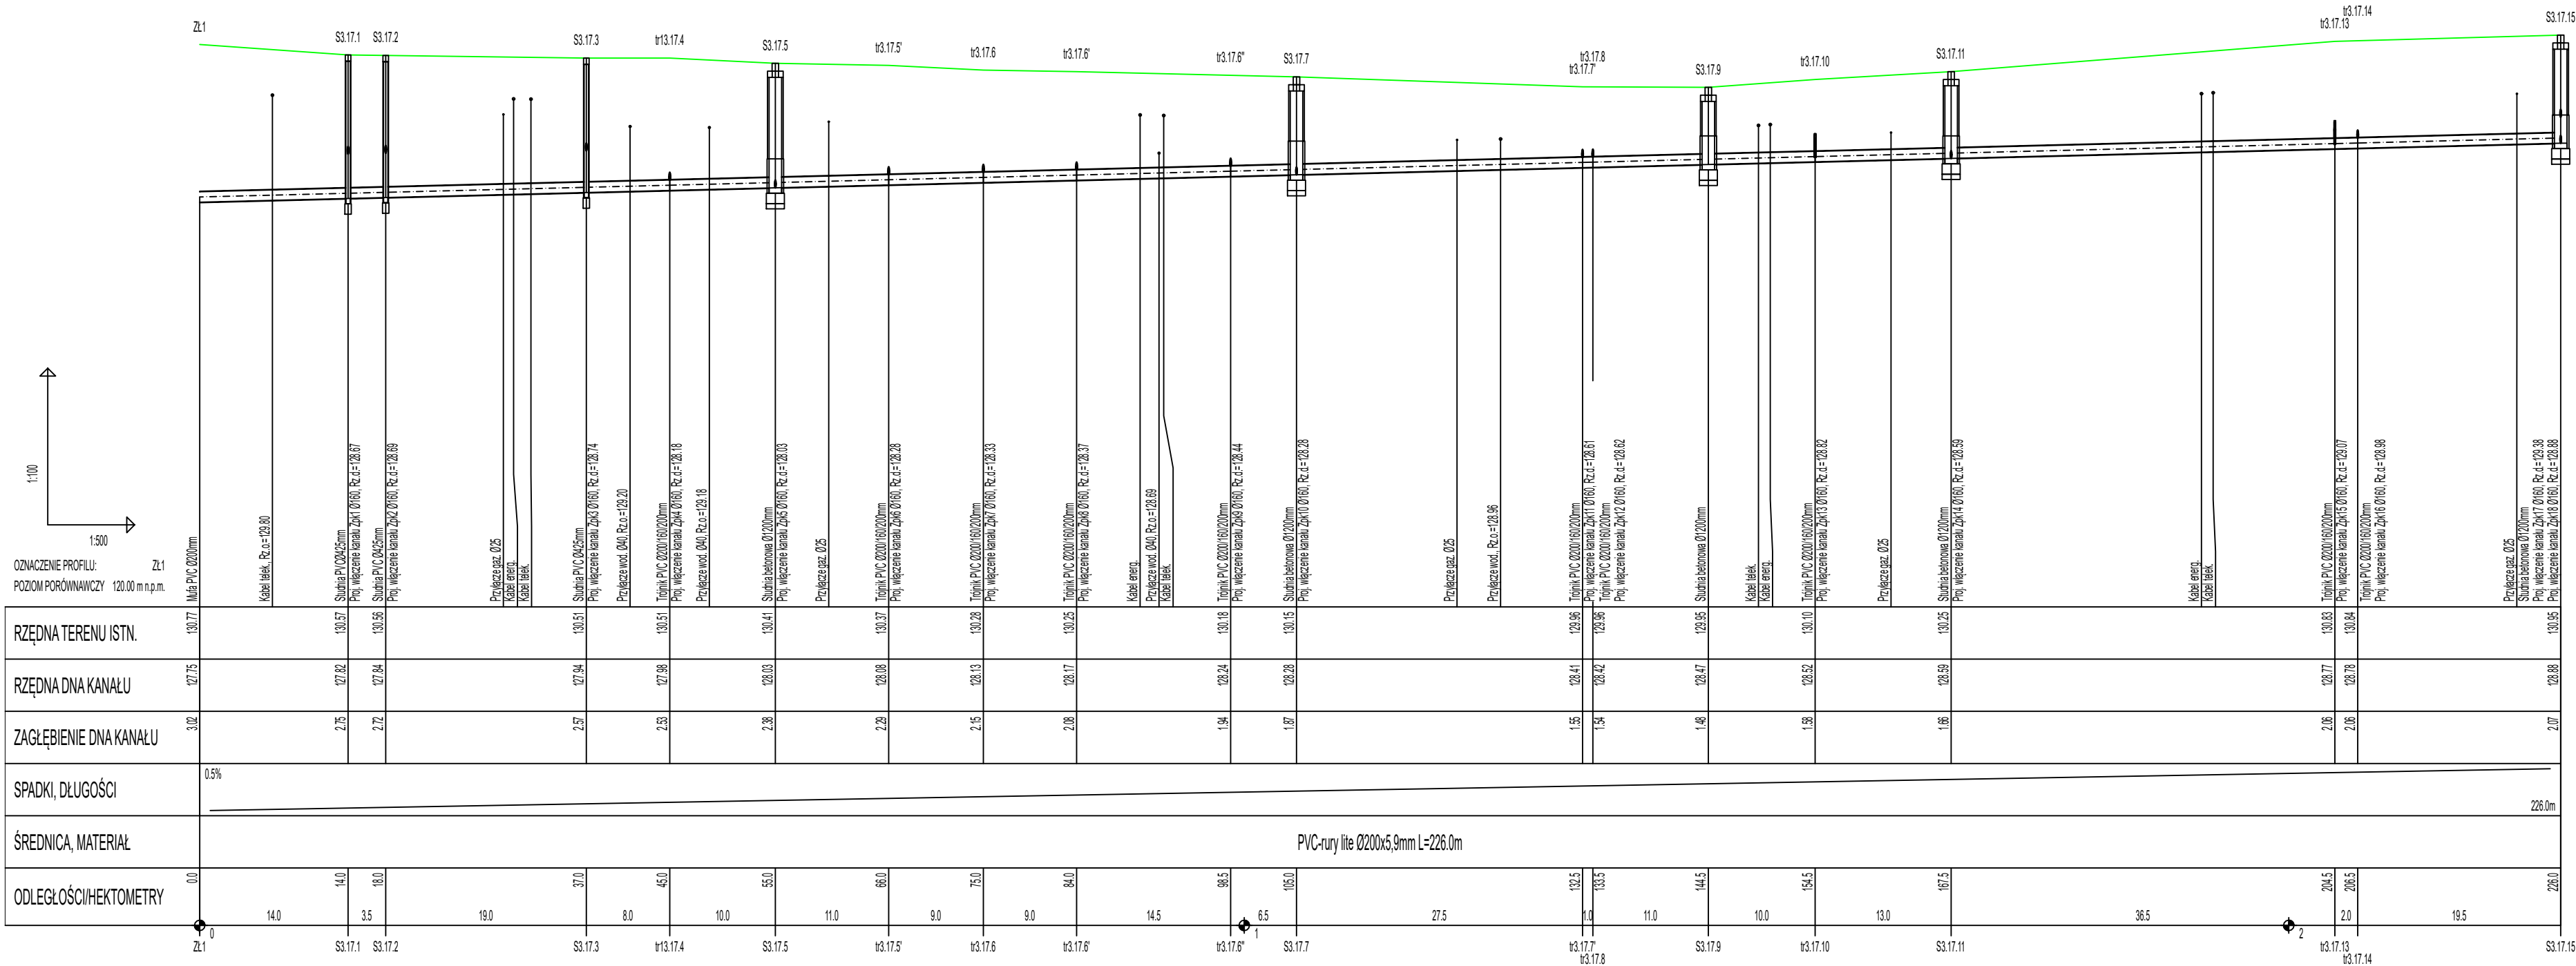 ZŁ1
S3.17.1
S3.17.2
S3.17.3
tr13.17.4
S3.17.5
tr3.17.5'
tr3.17.6
tr3.17.6'
tr3.17.6"
S3.17.7
tr3.17.7'
tr3.17.8
S3.17.9
tr3.17.10
S3.17.11
tr3.17.13
tr3.17.14
S3.17.15
1:100
1:500
OZNACZENIE PROFILU: ZŁ1
POZIOM PORÓWNAWCZY 120.00 m n.p.m.
Mufa PVC Ø200mm
Kabel telek., Rz.o.=129.80
Studnia PVCØ425mm
Proj. włączenie kanału Zpk1 Ø160, Rz.d.=128.67
Studnia PVC Ø425mm
Proj. włączenie kanału Zpk2 Ø160, Rz.d.=128.69
Przyłącze gaz. Ø25
Kabel energ.
Kabel telek.
Studnia PVC Ø425mm
Proj. włączenie kanału Zpk3 Ø160, Rz.d.=128.74
Przyłącze wod. Ø40, Rz.o.=129.20
Trójnik PVC Ø200/160/200mm
Proj. włączenie kanału Zpk4 Ø160, Rz.d.=128.18
Przyłącze wod. Ø40, Rz.o.=129.18
Studnia betonowa Ø1200mm
Proj. włączenie kanału Zpk5 Ø160, Rz.d.=128.03
Przyłącze gaz. Ø25
Trójnik PVC Ø200/160/200mm
Proj. włączenie kanału Zpk6 Ø160, Rz.d.=128.28
Trójnik PVC Ø200/160/200mm
Proj. włączenie kanału Zpk7 Ø160, Rz.d.=128.33
Trójnik PVC Ø200/160/200mm
Proj. włączenie kanału Zpk8 Ø160, Rz.d.=128.37
Kabel energ.
Przyłącze wod. Ø40, Rz.o.=128.69
Kabel telek.
Trójnik PVC Ø200/160/200mm
Proj. włączenie kanału Zpk9 Ø160, Rz.d.=128.44
Studnia betonowa Ø1200mm
Proj. włączenie kanału Zpk10 Ø160, Rz.d.=128.28
Przyłącze gaz. Ø25
Przyłącze wod., Rz.o.=128.96
Trójnik PVC Ø200/160/200mm
Proj. włączenie kanału Zpk11 Ø160, Rz.d.=128.61
Trójnik PVC Ø200/160/200mm
Proj. włączenie kanału Zpk12 Ø160, Rz.d.=128.62
Studnia betonowa Ø1200mm
Kabel telek.
Kabel energ.
Trójnik PVC Ø200/160/200mm
Proj. włączenie kanału Zpk13 Ø160, Rz.d.=128.82
Przyłącze gaz. Ø25
Studnia betonowa Ø1200mm
Proj. włączenie kanału Zpk14 Ø160, Rz.d.=128.59
Kabel energ.
Kabel telek.
Trójnik PVC Ø200/160/200mm
Proj. włączenie kanału Zpk15 Ø160, Rz.d.=129.07
Trójnik PVC Ø200/160/200mm
Proj. włączenie kanału Zpk16 Ø160, Rz.d.=128.98
Przyłącze gaz. Ø25
Studnia betonowa Ø1200mm
Proj. włączenie kanału Zpk17 Ø160, Rz.d.=129.38
Proj. włączenie kanału Zpk18 Ø160, Rz.d.=128.88
RZĘDNA TERENU ISTN. 130.77 130.57 130.56 130.51 130.51 130.41 130.37 130.28 130.25 130.18 130.15 129.96 129.96 129.95 130.10 130.25 130.83 130.84 130.95
RZĘDNA DNA KANAŁU 127.75 127.82 127.84 127.94 127.98 128.03 128.08 128.13 128.17 128.24 128.28 128.41 128.42 128.47 128.52 128.59 128.77 128.78 128.88
ZAGŁĘBIENIE DNA KANAŁU 3.02 2.75 2.72 2.57 2.53 2.38 2.29 2.15 2.08 1.94 1.87 1.55 1.54 1.48 1.58 1.66 2.06 2.06 2.07
SPADKI, DŁUGOŚCI 0.5% 226.0m
ŚREDNICA, MATERIAŁ PVC-rury lite Ø200x5,9mm L=226.0m
ODLEGŁOŚCI/HEKTOMETRY 0.0 14.0 18.0 37.0 45.0 55.0 66.0 75.0 84.0 98.5 105.0 132.5 133.5 144.5 154.5 167.5 204.5 206.5 226.0
14.0 3.5 19.0 8.0 10.0 11.0 9.0 9.0 14.5 6.5 27.5 1.0 11.0 10.0 13.0 36.5 2.0 19.5
0 1 2
ZŁ1 S3.17.1 S3.17.2 S3.17.3 tr13.17.4 S3.17.5 tr3.17.5' tr3.17.6 tr3.17.6' tr3.17.6" S3.17.7 tr3.17.7' S3.17.9 tr3.17.10 S3.17.11 tr3.17.13 S3.17.15
tr3.17.8 tr3.17.14